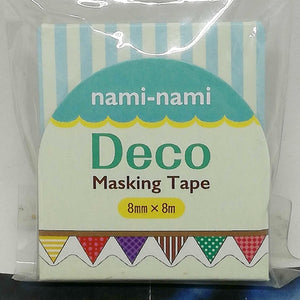 nami-nami
Deco
Masking Tape
8mm × 8m